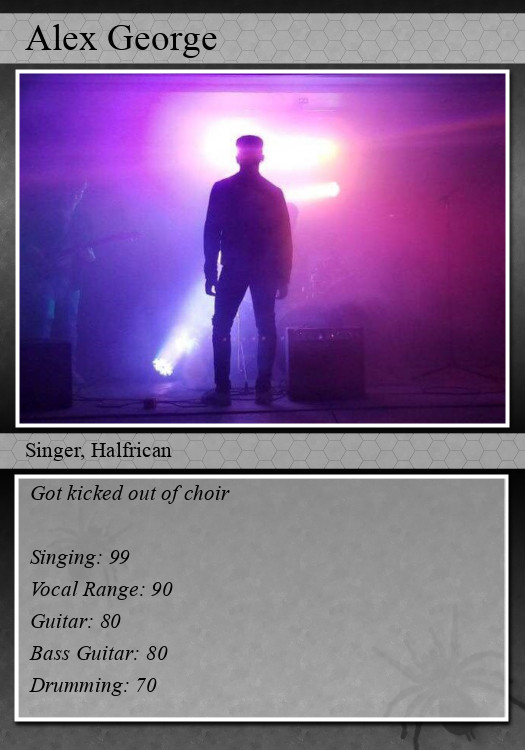 Alex George
Singer, Halfrican
Got kicked out of choir
Singing: 99
Vocal Range: 90
Guitar: 80
Bass Guitar: 80
Drumming: 70